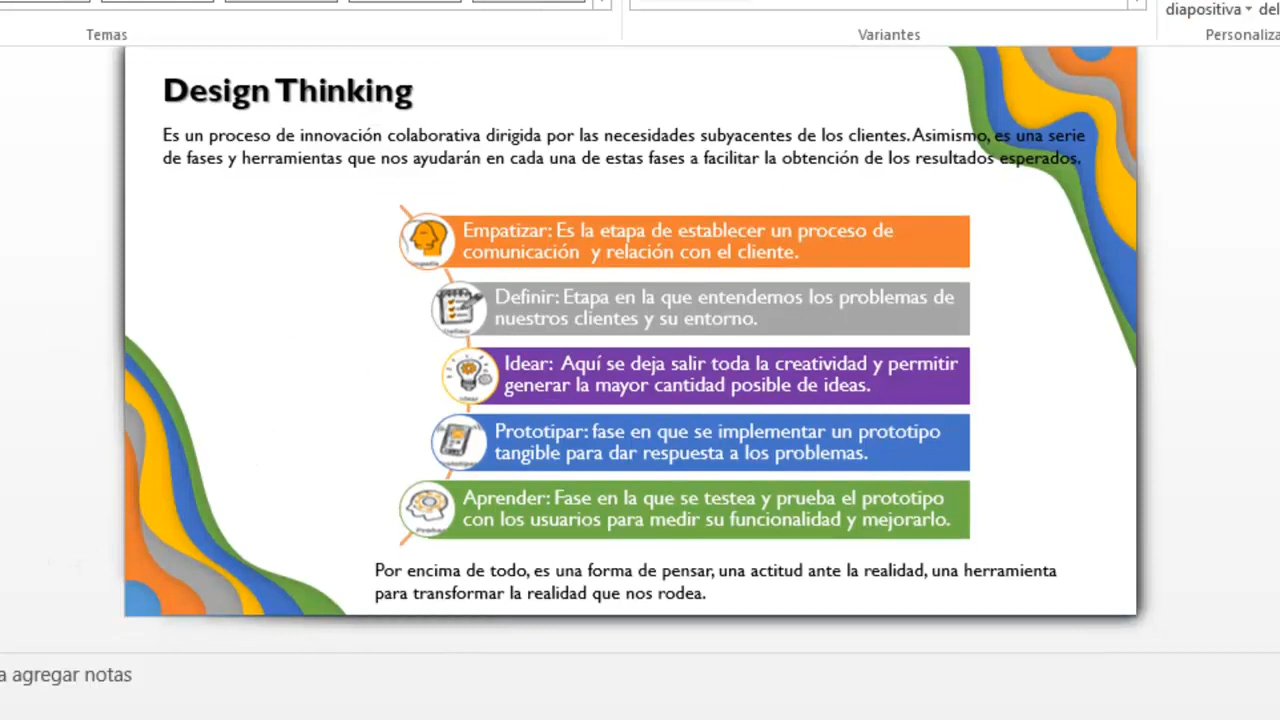 diapositiva
Temas
Variantes
Design Thinking
Es un proceso de innovación colaborativa dirigida por las necesidades subyacentes de los clientes. Asimismo, es una serie
de fases y herramientas que nos ayudarán en cada una de estas fases a facilitar la obtención de los resultados esperados.
Empatizar: Es la etapa de establecer un proceso de
comunicación y relación con el cliente.
Definir: Etapa en la que entendemos los problemas de
nuestros clientes y su entorno.
Idear: Aquí se deja salir toda la creatividad y permitir
generar la mayor cantidad posible de ideas.
Prototipar: fase en que se implementar un prototipo
tangible para dar respuesta a los problemas.
Aprender: Fase en la que se testea y prueba el prototipo
con los usuarios para medir su funcionalidad y mejorarlo.
Por encima de todo, es una forma de pensar, una actitud ante la realidad, una herramienta
para transformar la realidad que nos rodea.
a agregar notas